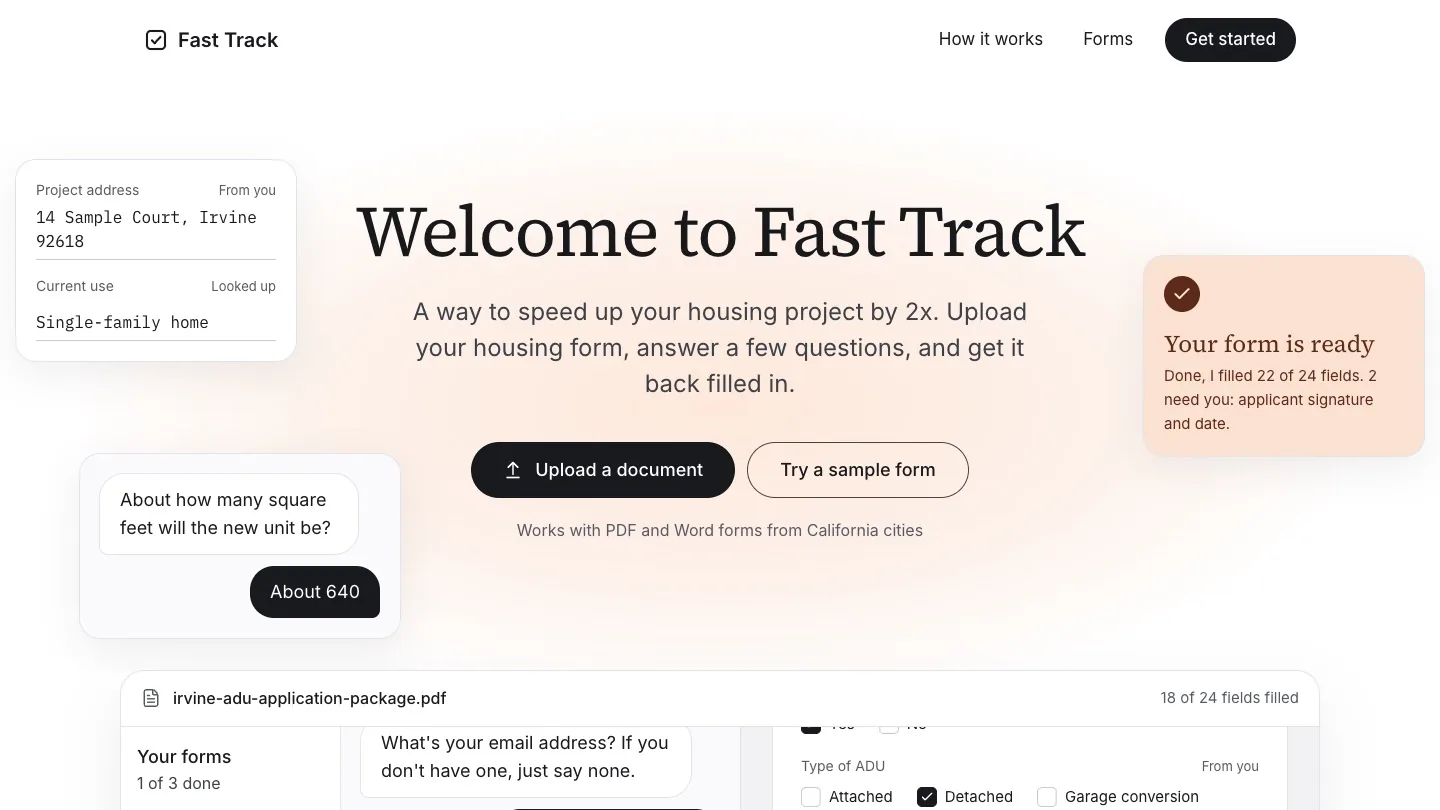 Fast Track
How it works
Forms
Get started
Project address
From you
14 Sample Court, Irvine
92618
Current use
Looked up
Single-family home
Welcome to Fast Track
A way to speed up your housing project by 2x. Upload
your housing form, answer a few questions, and get it
back filled in.
Upload a document
Try a sample form
Works with PDF and Word forms from California cities
Your form is ready
Done, I filled 22 of 24 fields. 2
need you: applicant signature
and date.
About how many square
feet will the new unit be?
About 640
irvine-adu-application-package.pdf
18 of 24 fields filled
Your forms
1 of 3 done
What's your email address? If you
don't have one, just say none.
Yes
No
Type of ADU
From you
Attached
Detached
Garage conversion